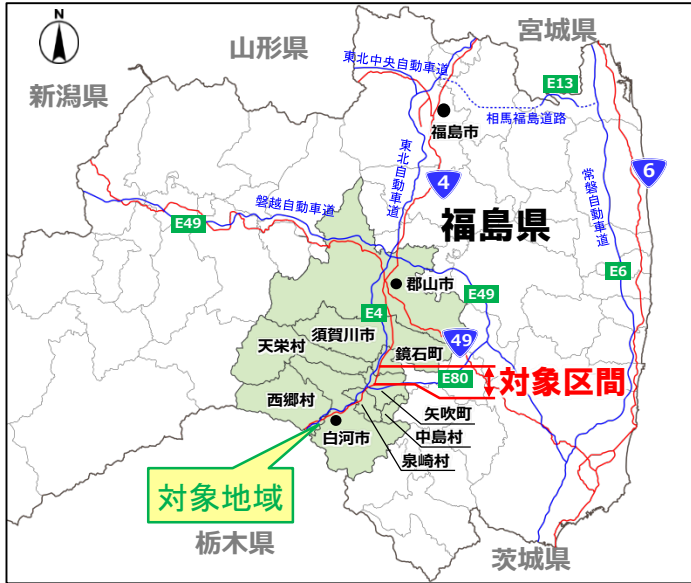 N
山形県
宮城県
新潟県
東北中央自動車道
E13
相馬福島道路
福島市
東北自動車道
4
6
常磐自動車道
磐越自動車道
E49
福島県
E6
郡山市
E49
E4
須賀川市
天栄村
49
鏡石町
E80
対象区間
西郷村
矢吹町
白河市
中島村
泉崎村
対象地域
栃木県
茨城県